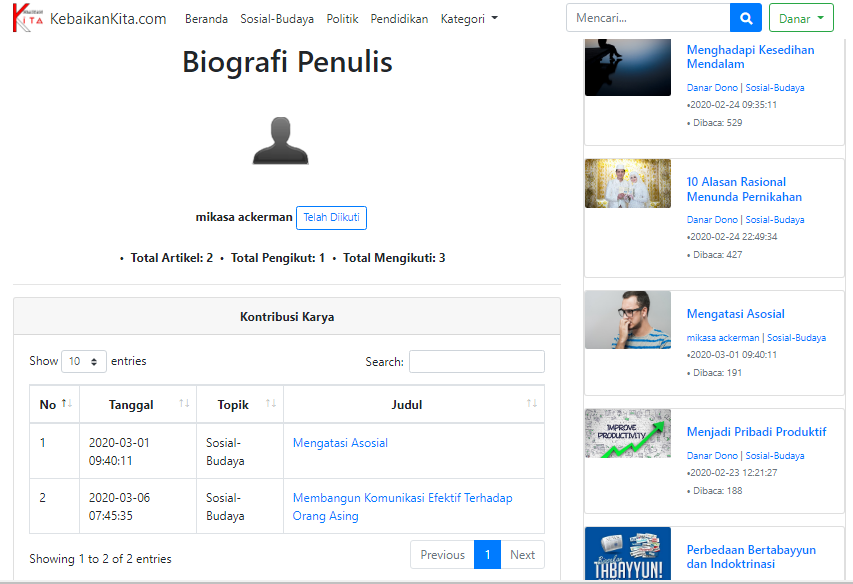 KITA KebaikanKita.com Beranda Sosial-Budaya Politik Pendidikan Kategori Mencari... Danar
Biografi Penulis
mikasa ackerman Telah Diikuti
• Total Artikel: 2 • Total Pengikut: 1 • Total Mengikuti: 3
Kontribusi Karya
Show 10 entries Search:
No Tanggal Topik Judul
1 2020-03-01 09:40:11 Sosial-Budaya Mengatasi Asosial
2 2020-03-06 07:45:35 Sosial-Budaya Membangun Komunikasi Efektif Terhadap Orang Asing
Showing 1 to 2 of 2 entries Previous 1 Next
Menghadapi Kesedihan
Mendalam
Danar Dono | Sosial-Budaya
•2020-02-24 09:35:11
• Dibaca: 529
10 Alasan Rasional
Menunda Pernikahan
Danar Dono | Sosial-Budaya
•2020-02-24 22:49:34
• Dibaca: 427
Mengatasi Asosial
mikasa ackerman | Sosial-Budaya
•2020-03-01 09:40:11
• Dibaca: 191
IMPROVE
PRODUCTIVITY
Menjadi Pribadi Produktif
Danar Dono | Sosial-Budaya
•2020-02-23 12:21:27
• Dibaca: 188
TABAYYUN!
Perbedaan Bertabayyun
dan Indoktrinasi